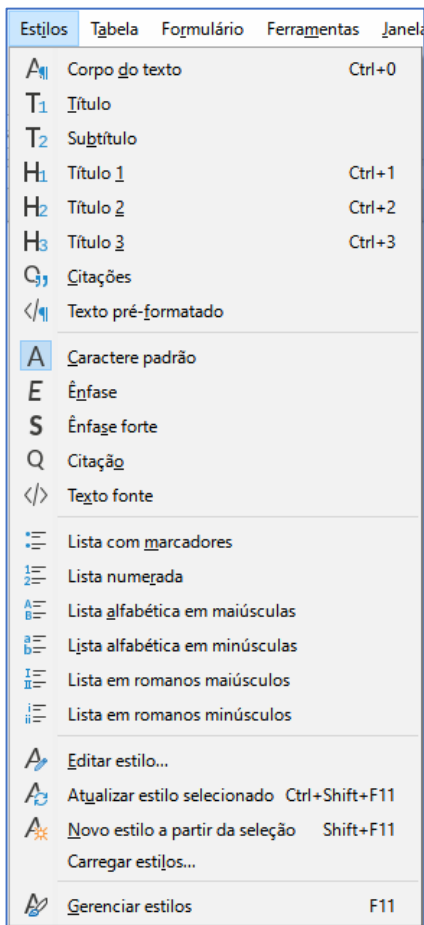 Estilos Tabela Formulário Ferramentas Janela
Corpo do texto Ctrl+0
Título
Subtítulo
Título 1 Ctrl+1
Título 2 Ctrl+2
Título 3 Ctrl+3
Citações
Texto pré-formatado
Caractere padrão
Ênfase
Ênfase forte
Citação
Texto fonte
Lista com marcadores
Lista numerada
Lista alfabética em maiúsculas
Lista alfabética em minúsculas
Lista em romanos maiúsculos
Lista em romanos minúsculos
Editar estilo...
Atualizar estilo selecionado Ctrl+Shift+F11
Novo estilo a partir da seleção Shift+F11
Carregar estilos...
Gerenciar estilos F11